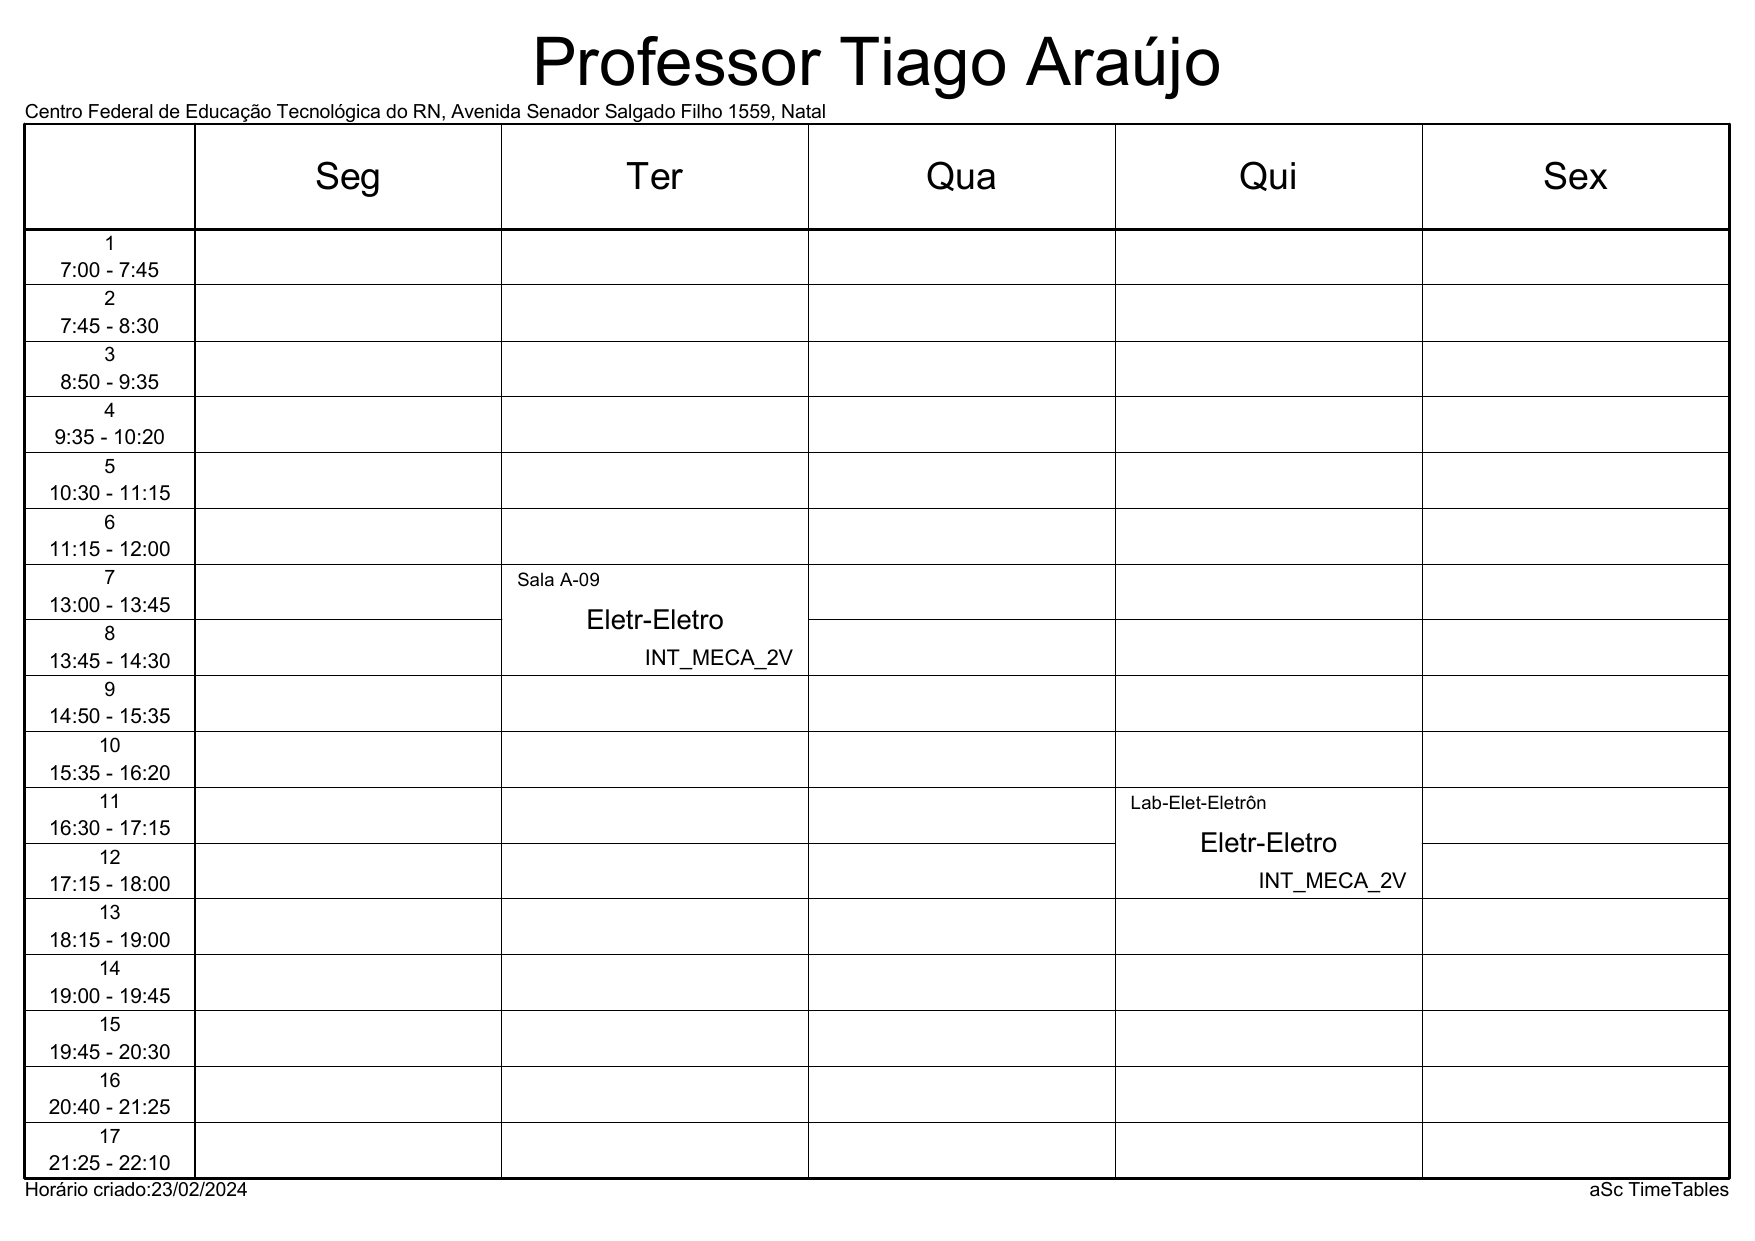 Professor Tiago Araújo
Centro Federal de Educação Tecnológica do RN, Avenida Senador Salgado Filho 1559, Natal
Seg Ter Qua Qui Sex
1
7:00 - 7:45
2
7:45 - 8:30
3
8:50 - 9:35
4
9:35 - 10:20
5
10:30 - 11:15
6
11:15 - 12:00
7
13:00 - 13:45
8
13:45 - 14:30
Sala A-09
Eletr-Eletro
INT_MECA_2V
9
14:50 - 15:35
10
15:35 - 16:20
11
16:30 - 17:15
12
17:15 - 18:00
Lab-Elet-Eletrôn
Eletr-Eletro
INT_MECA_2V
13
18:15 - 19:00
14
19:00 - 19:45
15
19:45 - 20:30
16
20:40 - 21:25
17
21:25 - 22:10
Horário criado:23/02/2024
aSc TimeTables